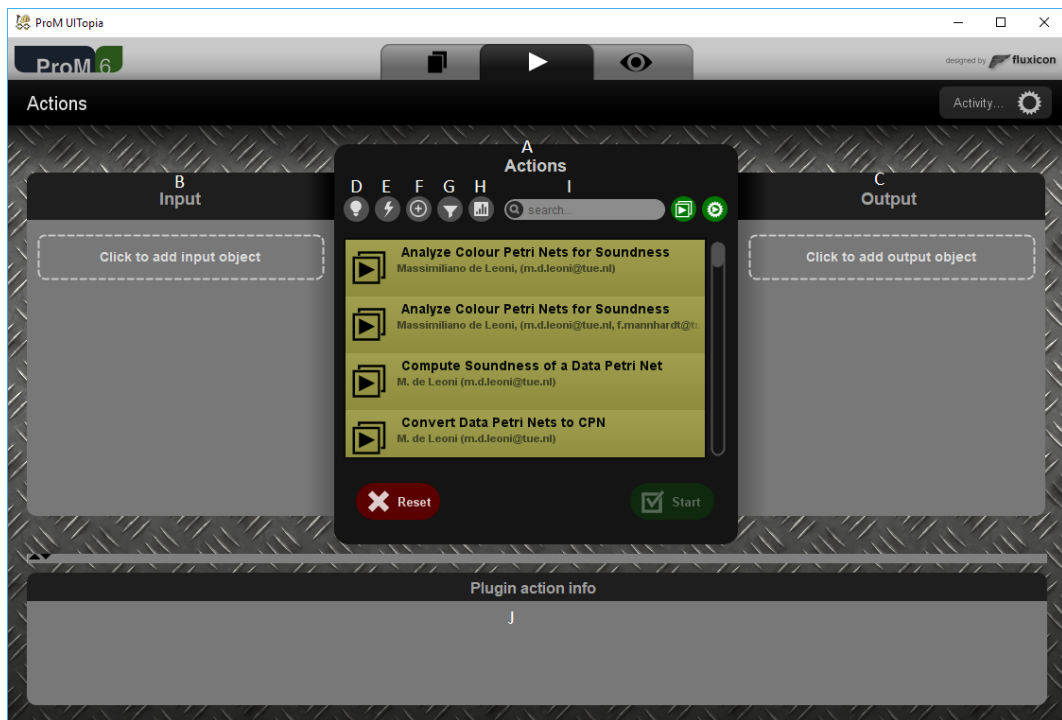 ProM UITopia
ProM 6
designed by fluxicon
Actions
Activity...
A
Actions
B
Input
C
Output
D E F G H I
search...
Click to add input object
Click to add output object
Analyze Colour Petri Nets for Soundness
Massimiliano de Leoni, (m.d.leoni@tue.nl)
Analyze Colour Petri Nets for Soundness
Massimiliano de Leoni, (m.d.leoni@tue.nl, f.mannhardt@tu
Compute Soundness of a Data Petri Net
M. de Leoni (m.d.leoni@tue.nl)
Convert Data Petri Nets to CPN
M. de Leoni (m.d.leoni@tue.nl)
Reset
Start
Plugin action info
J